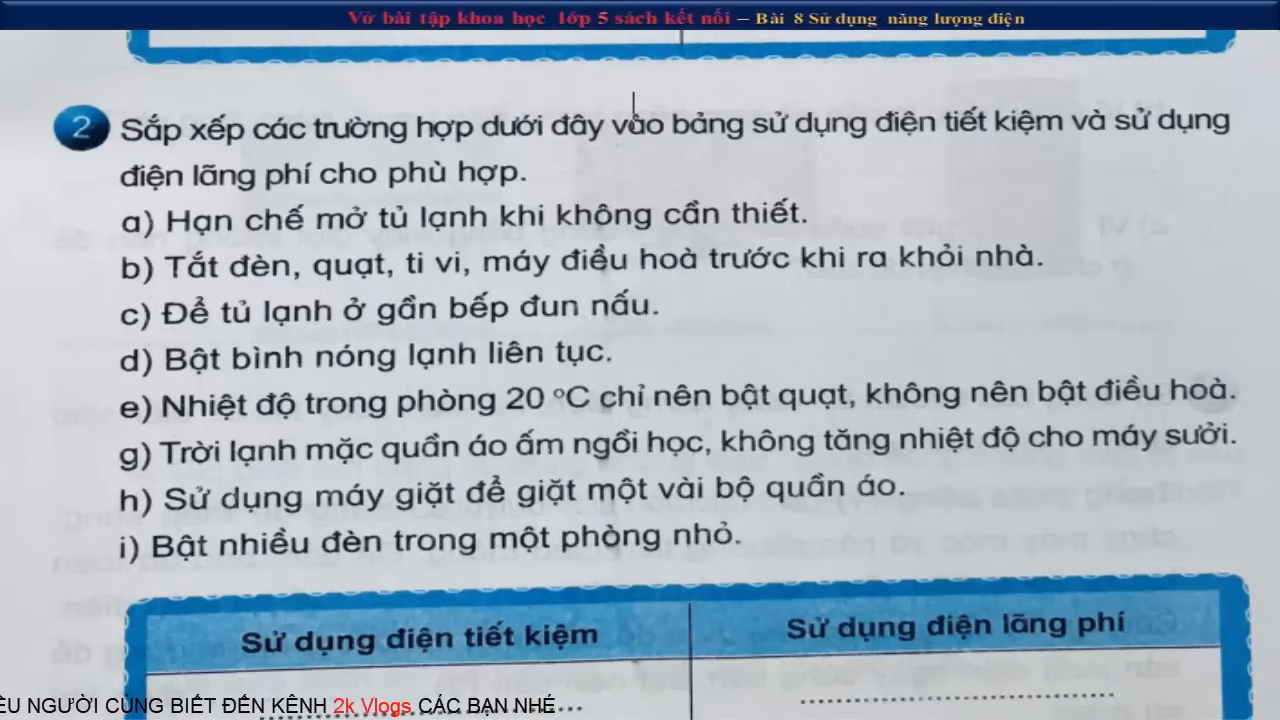 Vở bài tập khoa học lớp 5 sách kết nối – Bài 8 Sử dụng năng lượng điện
2 Sắp xếp các trường hợp dưới đây vào bảng sử dụng điện tiết kiệm và sử dụng
điện lãng phí cho phù hợp.
a) Hạn chế mở tủ lạnh khi không cần thiết.
b) Tắt đèn, quạt, ti vi, máy điều hoà trước khi ra khỏi nhà.
c) Để tủ lạnh ở gần bếp đun nấu.
d) Bật bình nóng lạnh liên tục.
e) Nhiệt độ trong phòng 20 °C chỉ nên bật quạt, không nên bật điều hoà.
g) Trời lạnh mặc quần áo ấm ngồi học, không tăng nhiệt độ cho máy sưởi.
h) Sử dụng máy giặt để giặt một vài bộ quần áo.
i) Bật nhiều đèn trong một phòng nhỏ.
Sử dụng điện tiết kiệm
Sử dụng điện lãng phí
ỀU NGƯỜI CÙNG BIẾT ĐẾN KÊNH 2k Vlogs CÁC BẠN NHÉ